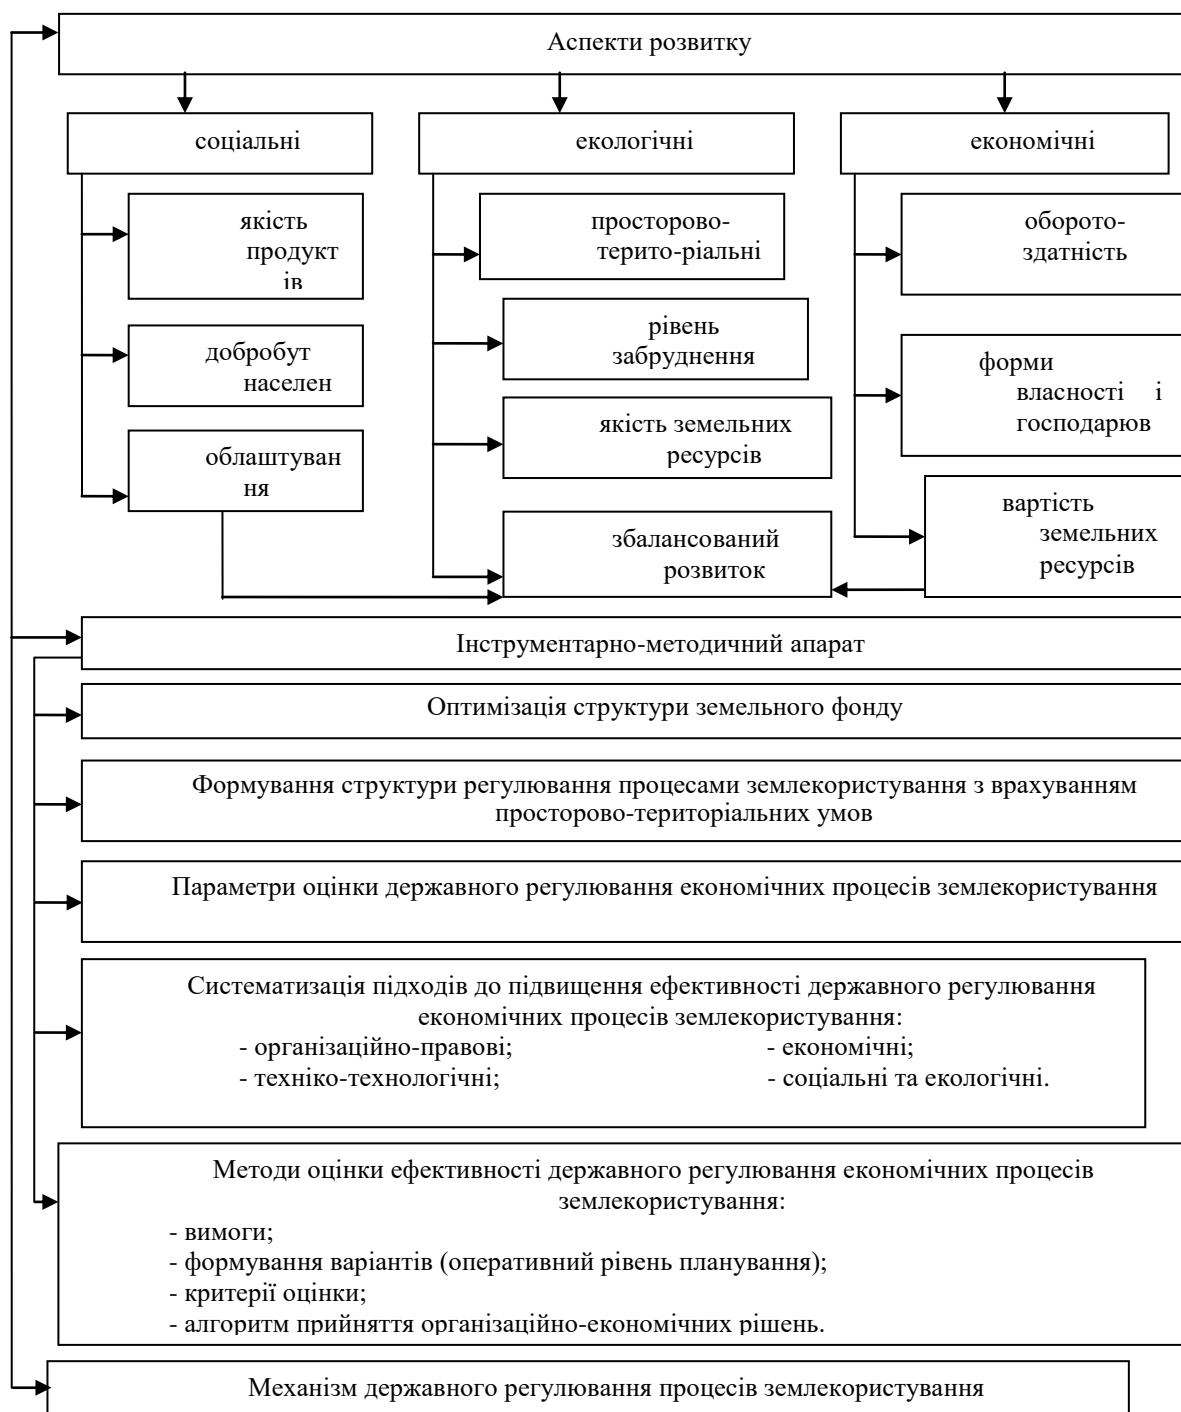 Аспекти розвитку
соціальні
екологічні
економічні
якість
продукт
ів
добробут
населен
облаштуван
ня
просторово-
терито-ріальні
рівень
забруднення
якість земельних
ресурсів
збалансований
розвиток
оборото-
здатність
форми
власності і
господарюв
вартість
земельних
ресурсів
Інструментарно-методичний апарат
Оптимізація структури земельного фонду
Формування структури регулювання процесами землекористування з врахуванням
просторово-територіальних умов
Параметри оцінки державного регулювання економічних процесів землекористування
Систематизація підходів до підвищення ефективності державного регулювання
економічних процесів землекористування:
- організаційно-правові; - економічні;
- техніко-технологічні; - соціальні та екологічні.
Методи оцінки ефективності державного регулювання економічних процесів
землекористування:
- вимоги;
- формування варіантів (оперативний рівень планування);
- критерії оцінки;
- алгоритм прийняття організаційно-економічних рішень.
Механізм державного регулювання процесів землекористування